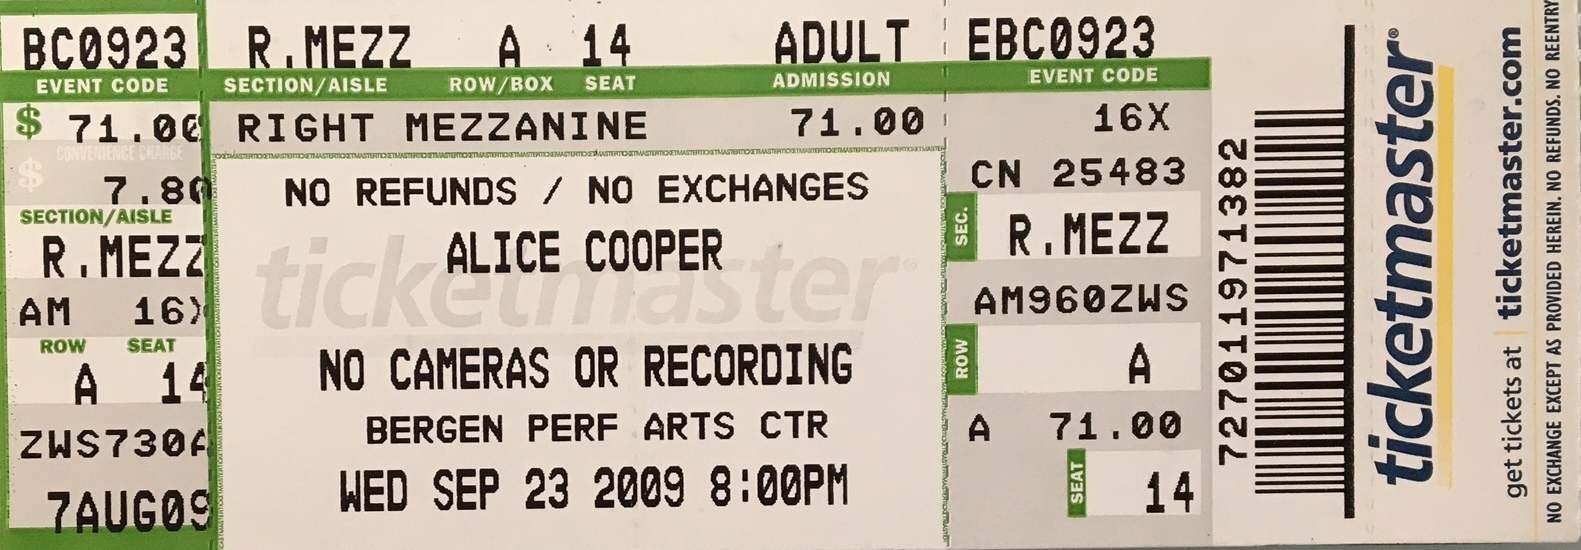 BC0923
EVENT CODE
$ 71.00
CONVENIENCE CHARGE
$ 7.80
SECTION/AISLE
R.MEZZ
AM 16X
ROW SEAT
A 14
ZWS730A
7AUG09
R.MEZZ A 14 ADULT
SECTION/AISLE ROW/BOX SEAT ADMISSION
RIGHT MEZZANINE 71.00
NO REFUNDS / NO EXCHANGES
ticketmaster®
ALICE COOPER
NO CAMERAS OR RECORDING
BERGEN PERF ARTS CTR
WED SEP 23 2009 8:00PM
EBC0923
EVENT CODE
16X
CN 25483
SEC. R.MEZZ
AM960ZWS
ROW A
A 71.00
SEAT 14
727011971382
ticketmaster®
get tickets at | ticketmaster.com
NO EXCHANGE EXCEPT AS PROVIDED HEREIN. NO REFUNDS. NO REENTRY